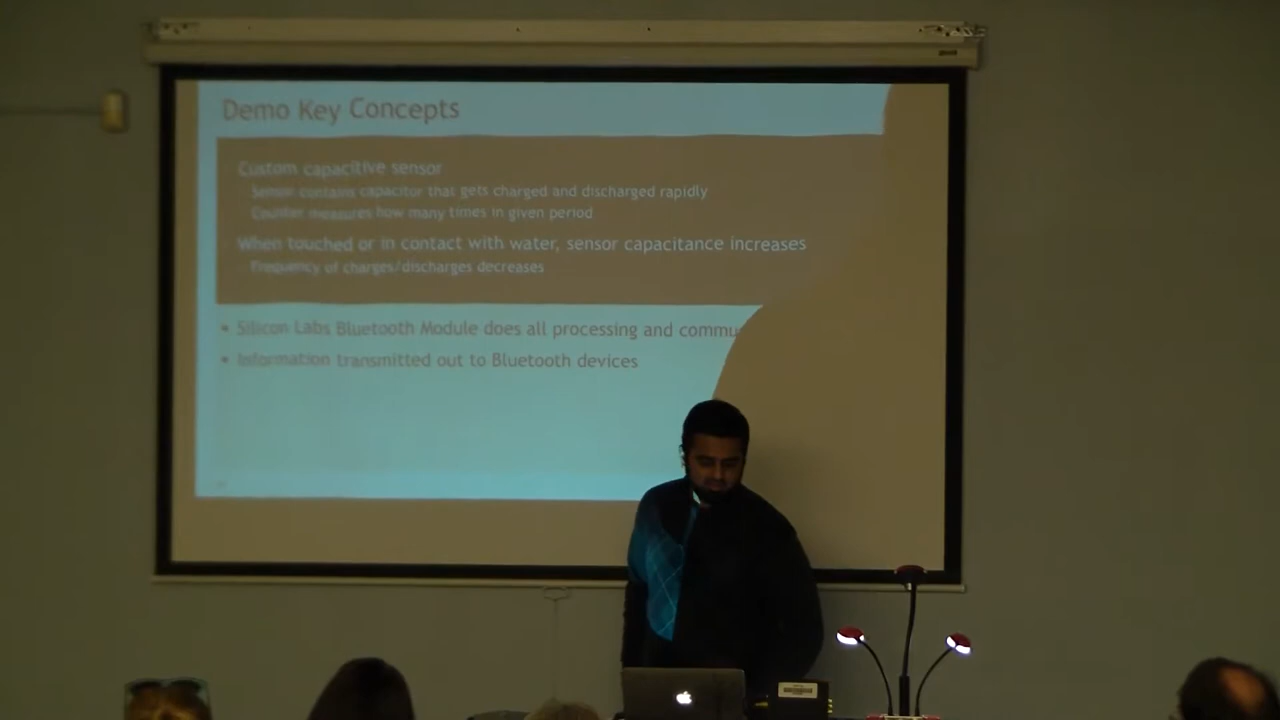 Demo Key Concepts
Custom capacitive sensor
Sensor contains capacitor that gets charged and discharged rapidly
Counter measures how many times in given period
When touched or in contact with water, sensor capacitance increases
Frequency of charges/discharges decreases
• Silicon Labs Bluetooth Module does all processing and commu
• Information transmitted out to Bluetooth devices